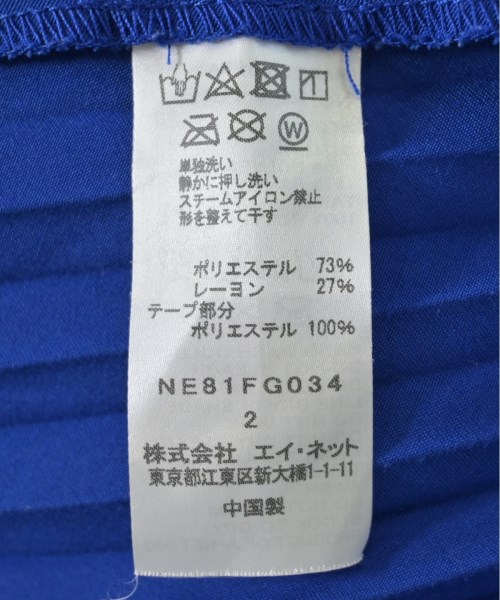 W
単独洗い
静かに押し洗い
スチームアイロン禁止
形を整えて干す
ポリエステル 73%
レーヨン 27%
テープ部分
ポリエステル 100%
NE81FG034
2
株式会社 エイ・ネット
東京都江東区新大橋1-1-11
中国製